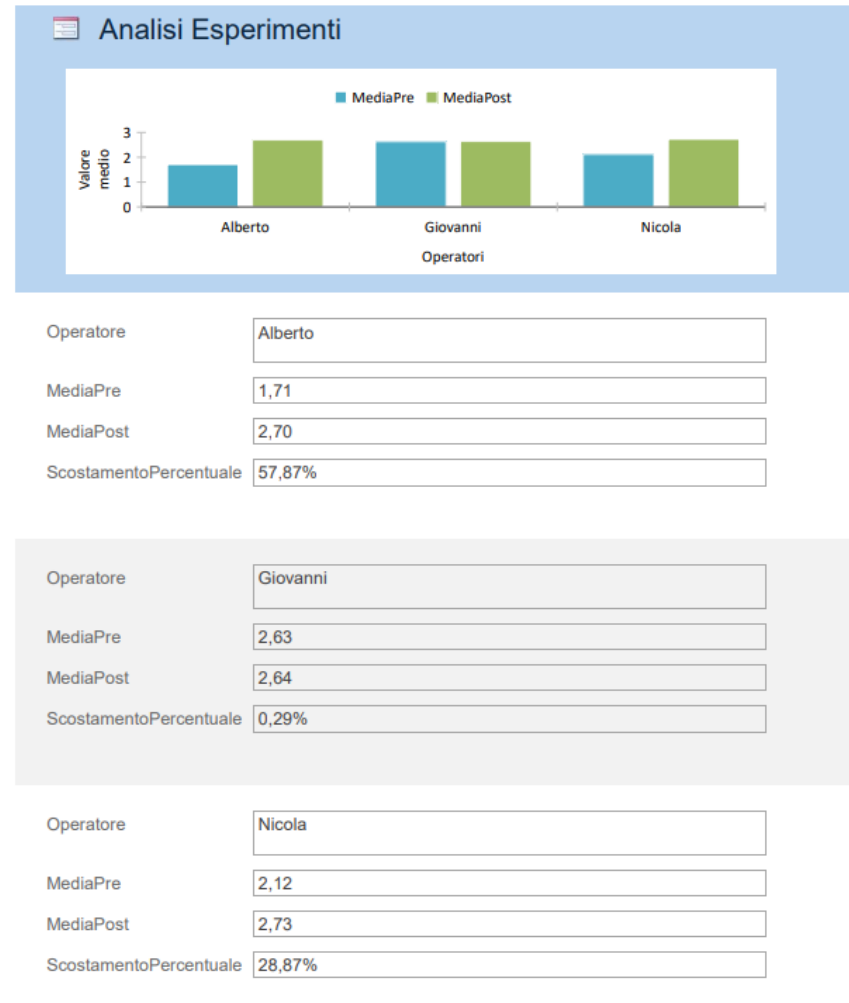 Analisi Esperimenti
MediaPre MediaPost
Valore
medio
3
2
1
0
Alberto Giovanni Nicola
Operatori
Operatore Alberto
MediaPre 1,71
MediaPost 2,70
ScostamentoPercentuale 57,87%
Operatore Giovanni
MediaPre 2,63
MediaPost 2,64
ScostamentoPercentuale 0,29%
Operatore Nicola
MediaPre 2,12
MediaPost 2,73
ScostamentoPercentuale 28,87%